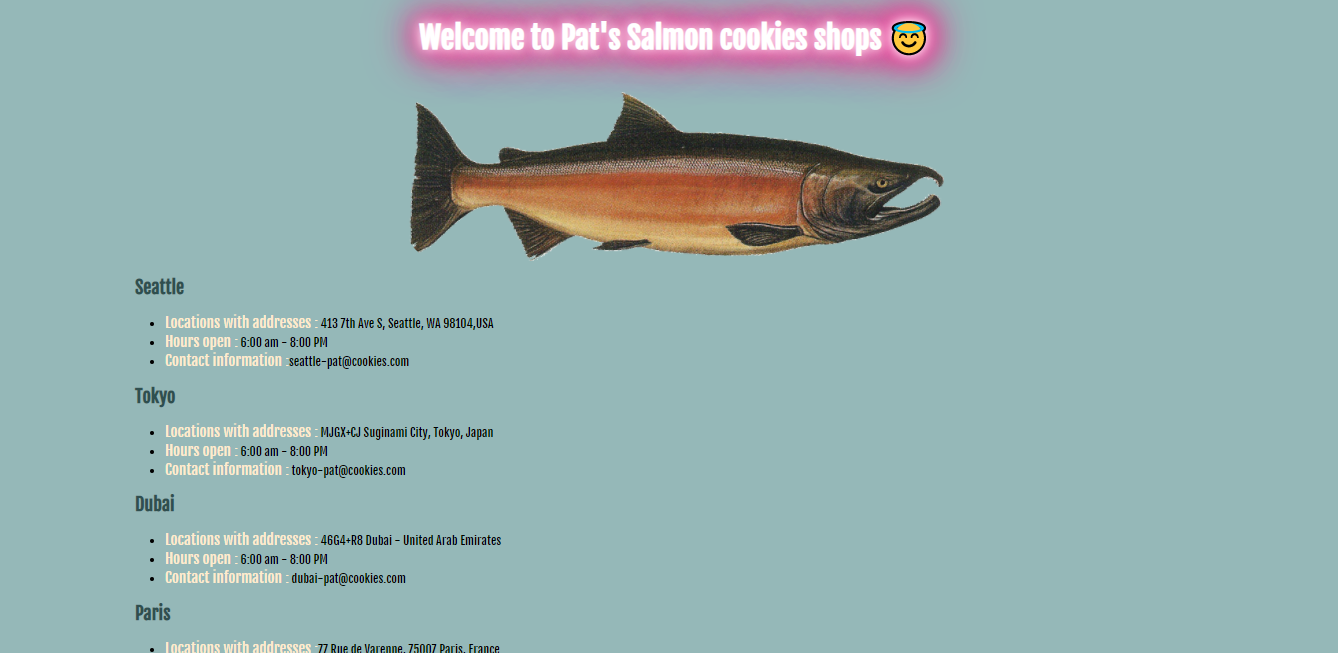 Welcome to Pat's Salmon cookies shops 😇
Seattle
Locations with addresses : 413 7th Ave S, Seattle, WA 98104,USA
Hours open : 6:00 am - 8:00 PM
Contact information :seattle-pat@cookies.com
Tokyo
Locations with addresses : MJGX+CJ Suginami City, Tokyo, Japan
Hours open : 6:00 am - 8:00 PM
Contact information : tokyo-pat@cookies.com
Dubai
Locations with addresses : 46G4+R8 Dubai - United Arab Emirates
Hours open : 6:00 am - 8:00 PM
Contact information : dubai-pat@cookies.com
Paris
Locations with addresses :77 Rue de Varenne, 75007 Paris, France